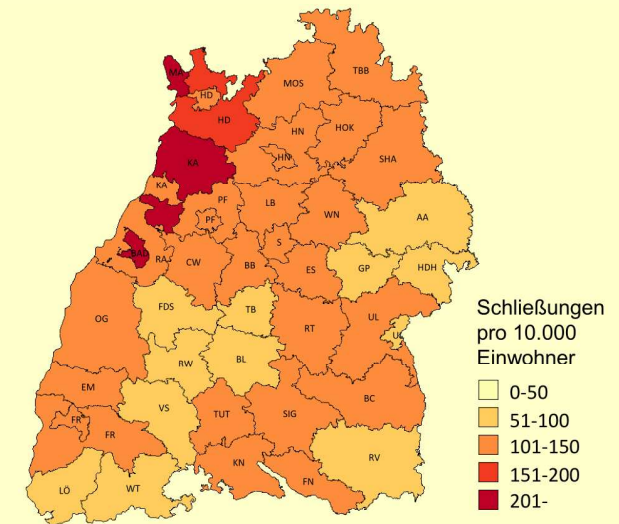 MA
TBB
MOS
HD
HD
HN
HOK
HN
SHA
KA
KA
PF
LB
WN
AA
PF
S
BAD
RA
CW
BB
ES
GP
HDH
FDS
TB
OG
RT
UL
U
RW
BL
EM
VS
BC
FR
FR
TUT
SIG
KN
RV
FN
LÖ
WT
Schließungen
pro 10.000
Einwohner
0-50
51-100
101-150
151-200
201-